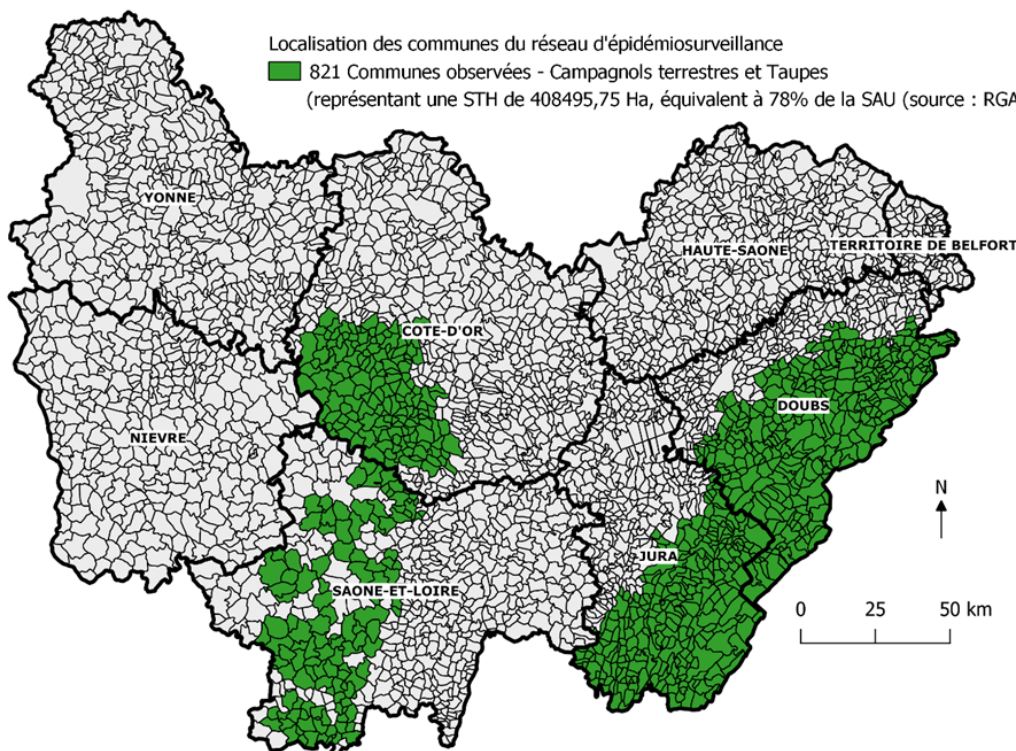 Localisation des communes du réseau d'épidémiosurveillance
821 Communes observées - Campagnols terrestres et Taupes
(représentant une STH de 408495,75 Ha, équivalent à 78% de la SAU (source : RGA
YONNE
HAUTE-SAONE
TERRITOIRE DE BELFORT
COTE-D'OR
DOUBS
NIEVRE
N
JURA
SAONE-ET-LOIRE
0 25 50 km